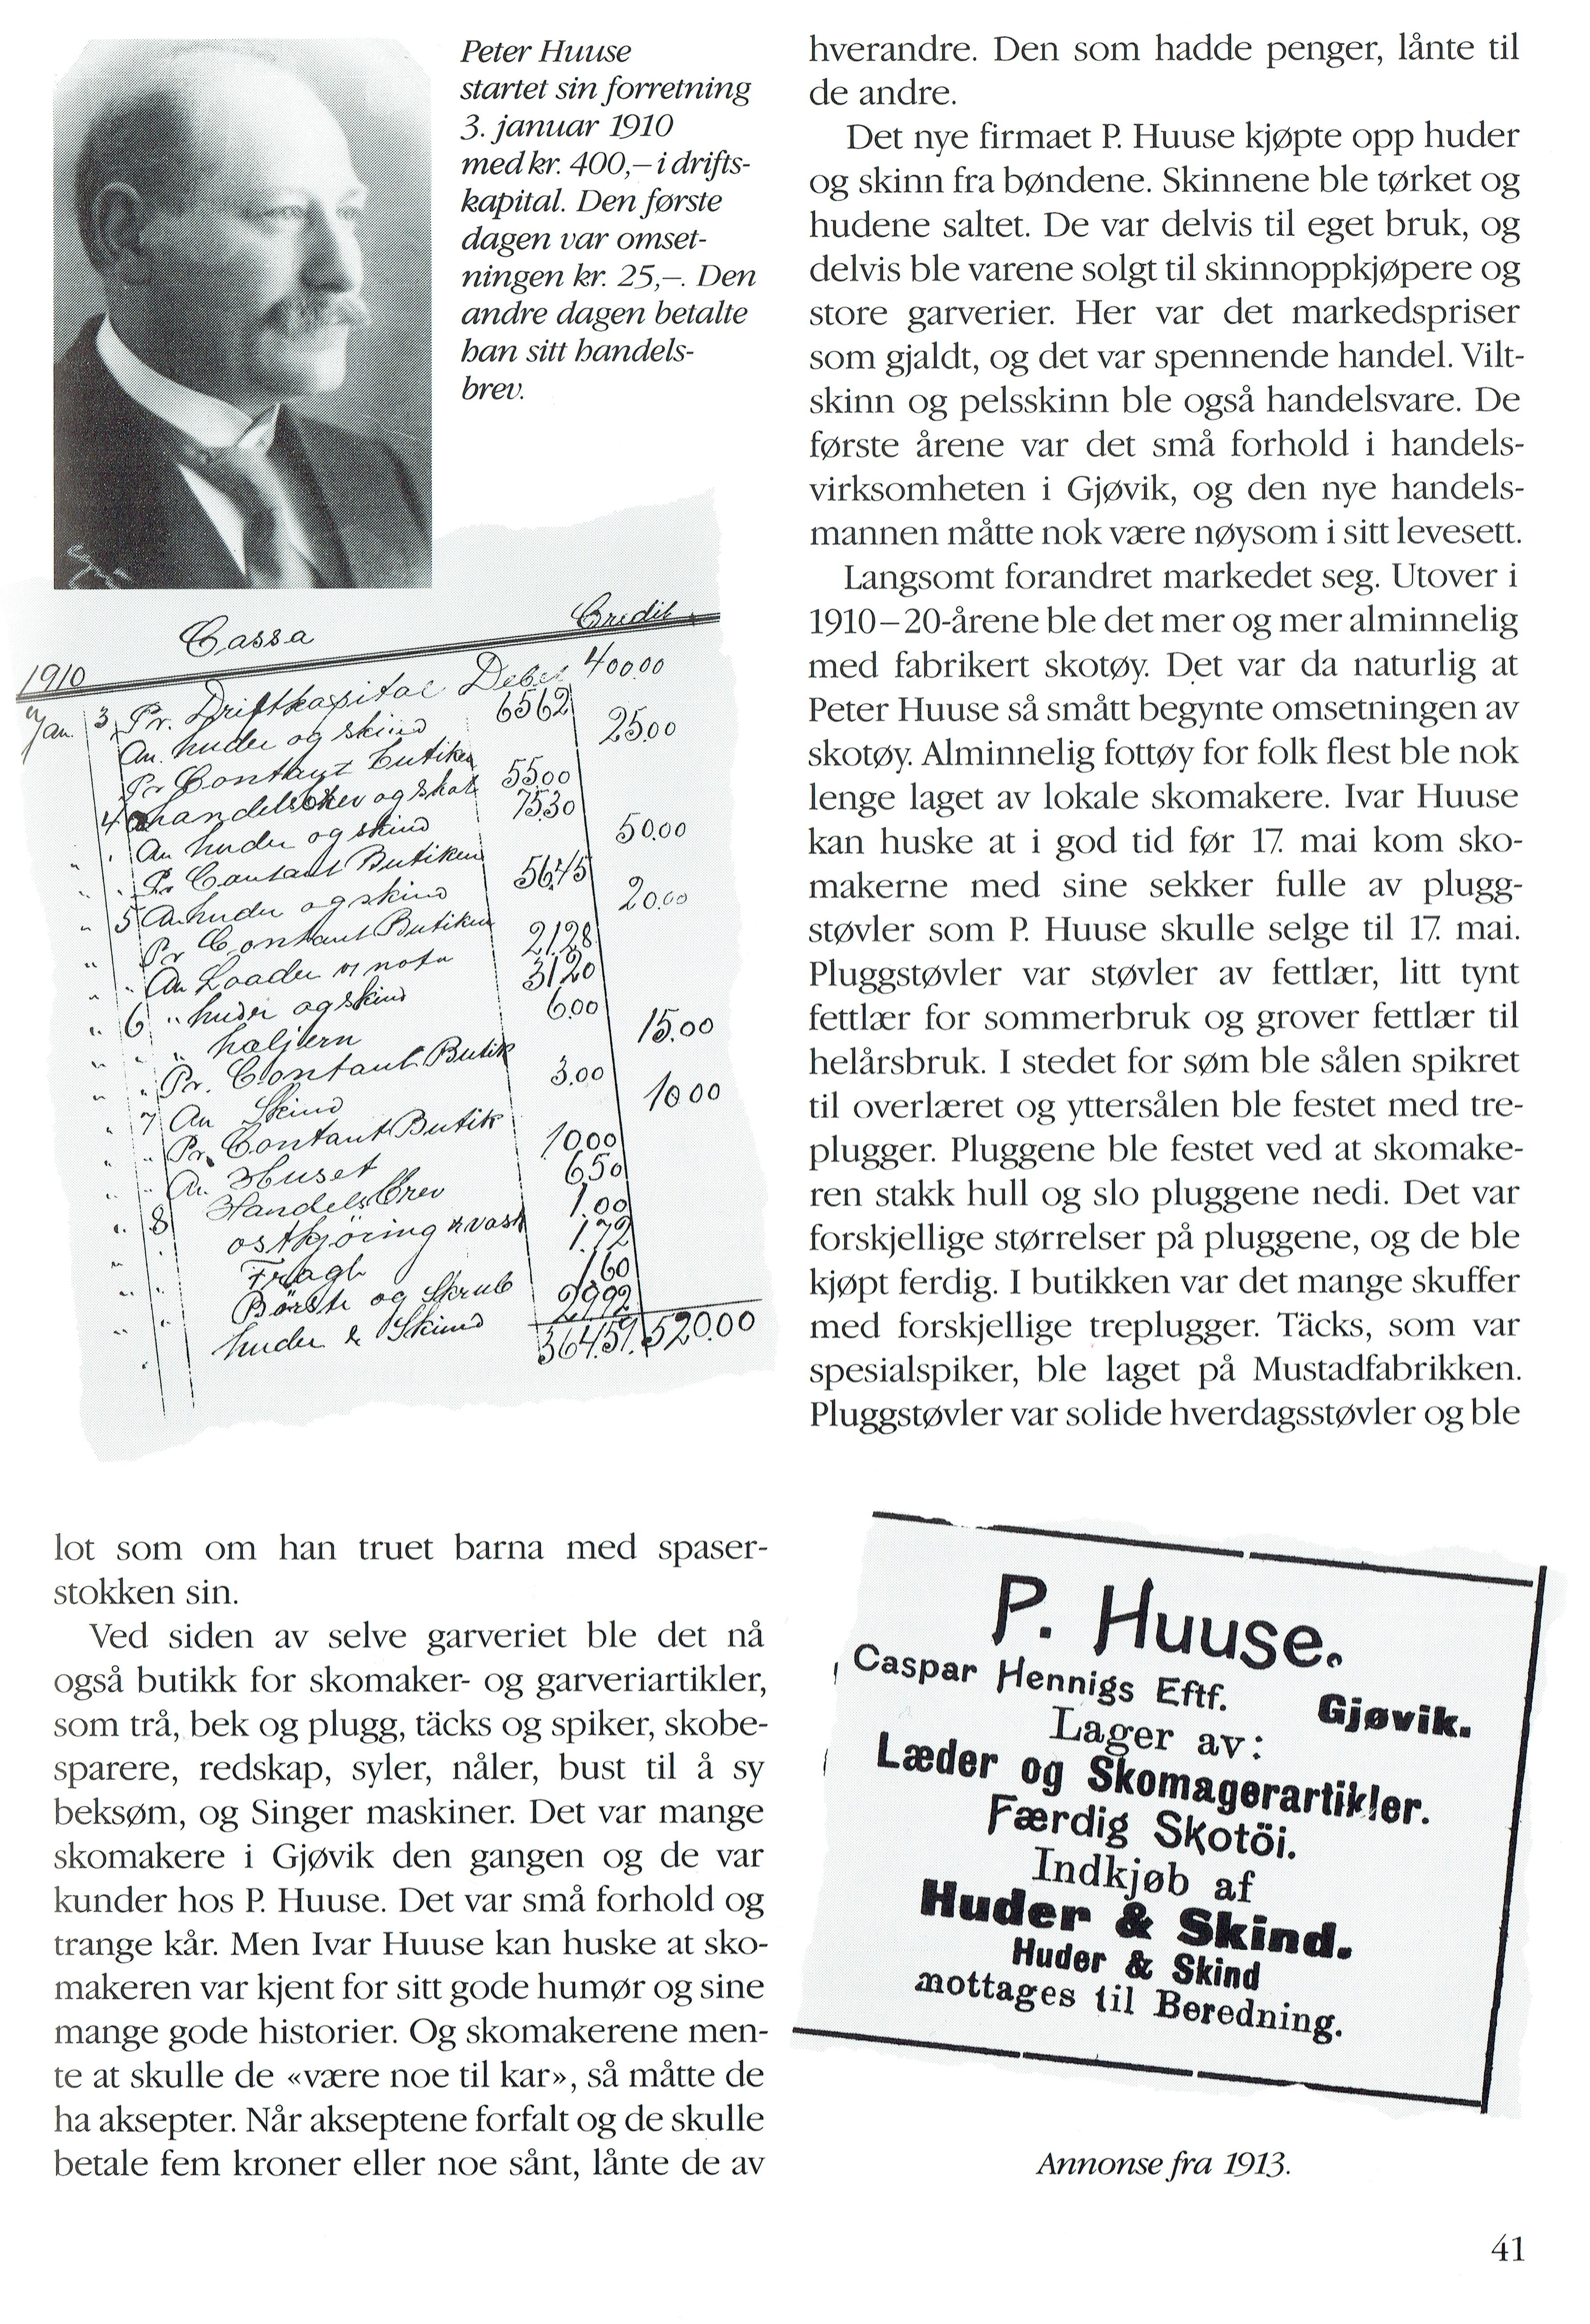 Peter Huuse
startet sin forretning
3. januar 1910
med kr. 400,– i drifts-
kapital. Den første
dagen var omset-
ningen kr. 25,–. Den
andre dagen betalte
han sitt handels-
brev.
Cassa
Credit
1910
Jan. 3 Pr. Driftkapital Debet 400.00
An. huder og skind 65 62
Pr Contant Butiken 25.00
4 handelsbrev og skat 55.00
An huder og skind 75 30
Pr Contant Butiken 50.00
5 An huder og skind 56.45
Pr Contant Butiken 20.00
An Laader 21.28
6 " huder og skind 31.20
6.00
Pr. Contant Butik 15.00
7 An Skind 3.00
Pr. Contant Butik 10 00
An. Huset 10.00
8 Handelsbrev 6.50
1.00
Fragt 1.72
Börste og Skrub 1 60
huder & Skind 29.92
364.59 520.00
lot som om han truet barna med spaser-
stokken sin.
Ved siden av selve garveriet ble det nå
også butikk for skomaker- og garveriartikler,
som trå, bek og plugg, täcks og spiker, skobe-
sparere, redskap, syler, nåler, bust til å sy
beksøm, og Singer maskiner. Det var mange
skomakere i Gjøvik den gangen og de var
kunder hos P. Huuse. Det var små forhold og
trange kår. Men Ivar Huuse kan huske at sko-
makeren var kjent for sitt gode humør og sine
mange gode historier. Og skomakerene men-
te at skulle de «være noe til kar», så måtte de
ha aksepter. Når akseptene forfalt og de skulle
betale fem kroner eller noe sånt, lånte de av
hverandre. Den som hadde penger, lånte til
de andre.
Det nye firmaet P. Huuse kjøpte opp huder
og skinn fra bøndene. Skinnene ble tørket og
hudene saltet. De var delvis til eget bruk, og
delvis ble varene solgt til skinnoppkjøpere og
store garverier. Her var det markedspriser
som gjaldt, og det var spennende handel. Vilt-
skinn og pelsskinn ble også handelsvare. De
første årene var det små forhold i handels-
virksomheten i Gjøvik, og den nye handels-
mannen måtte nok være nøysom i sitt levesett.
Langsomt forandret markedet seg. Utover i
1910–20-årene ble det mer og mer alminnelig
med fabrikert skotøy. Det var da naturlig at
Peter Huuse så smått begynte omsetningen av
skotøy. Alminnelig fottøy for folk flest ble nok
lenge laget av lokale skomakere. Ivar Huuse
kan huske at i god tid før 17. mai kom sko-
makerne med sine sekker fulle av plugg-
støvler som P. Huuse skulle selge til 17. mai.
Pluggstøvler var støvler av fettlær, litt tynt
fettlær for sommerbruk og grover fettlær til
helårsbruk. I stedet for søm ble sålen spikret
til overlæret og yttersålen ble festet med tre-
plugger. Pluggene ble festet ved at skomake-
ren stakk hull og slo pluggene nedi. Det var
forskjellige størrelser på pluggene, og de ble
kjøpt ferdig. I butikken var det mange skuffer
med forskjellige treplugger. Täcks, som var
spesialspiker, ble laget på Mustadfabrikken.
Pluggstøvler var solide hverdagsstøvler og ble
P. Huuse.
Caspar Hennigs Eftf. Gjøvik.
Lager av:
Læder og Skomagerartikler.
Færdig Skotöi.
Indkjøb af
Huder & Skind.
Huder & Skind
mottages til Beredning.
Annonse fra 1913.
41